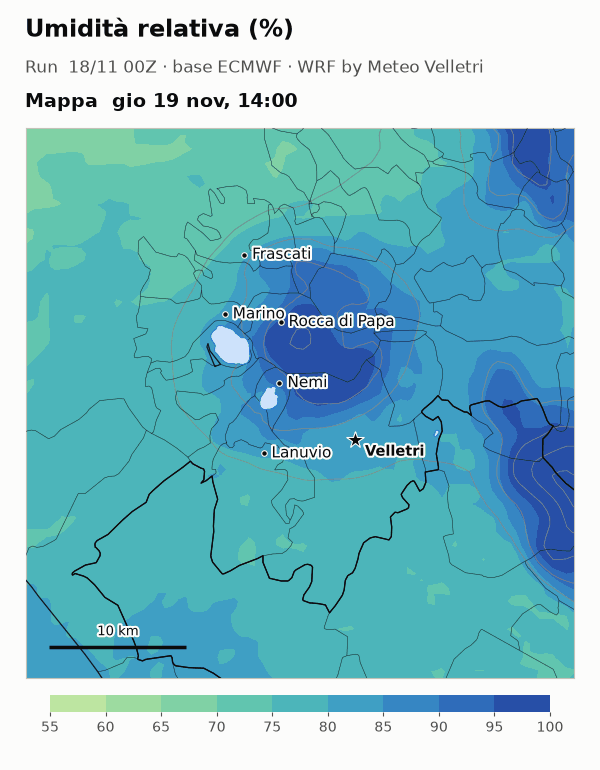 Umidità relativa (%)
Run  18/11 00Z · base ECMWF · WRF by Meteo Velletri
Mappa  gio 19 nov, 14:00
Frascati
Marino
Rocca di Papa
Nemi
Velletri
Lanuvio
10 km
55 60 65 70 75 80 85 90 95 100